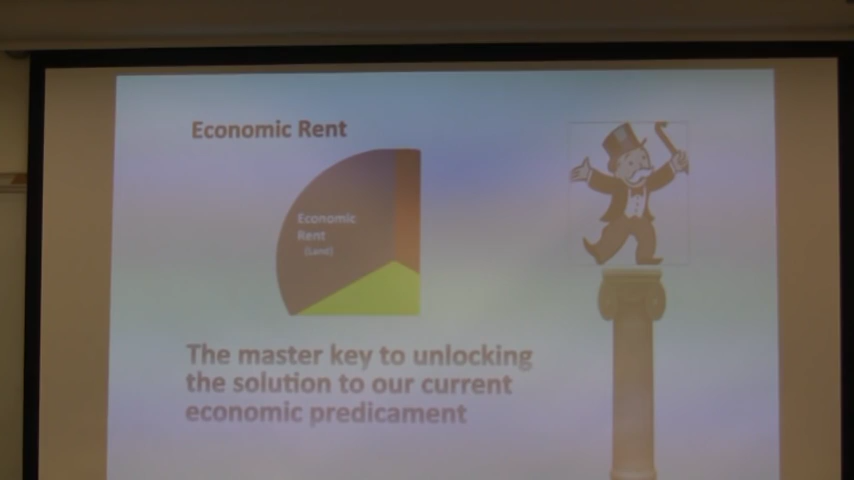 Economic Rent
Economic
Rent
(Land)
The master key to unlocking
the solution to our current
economic predicament